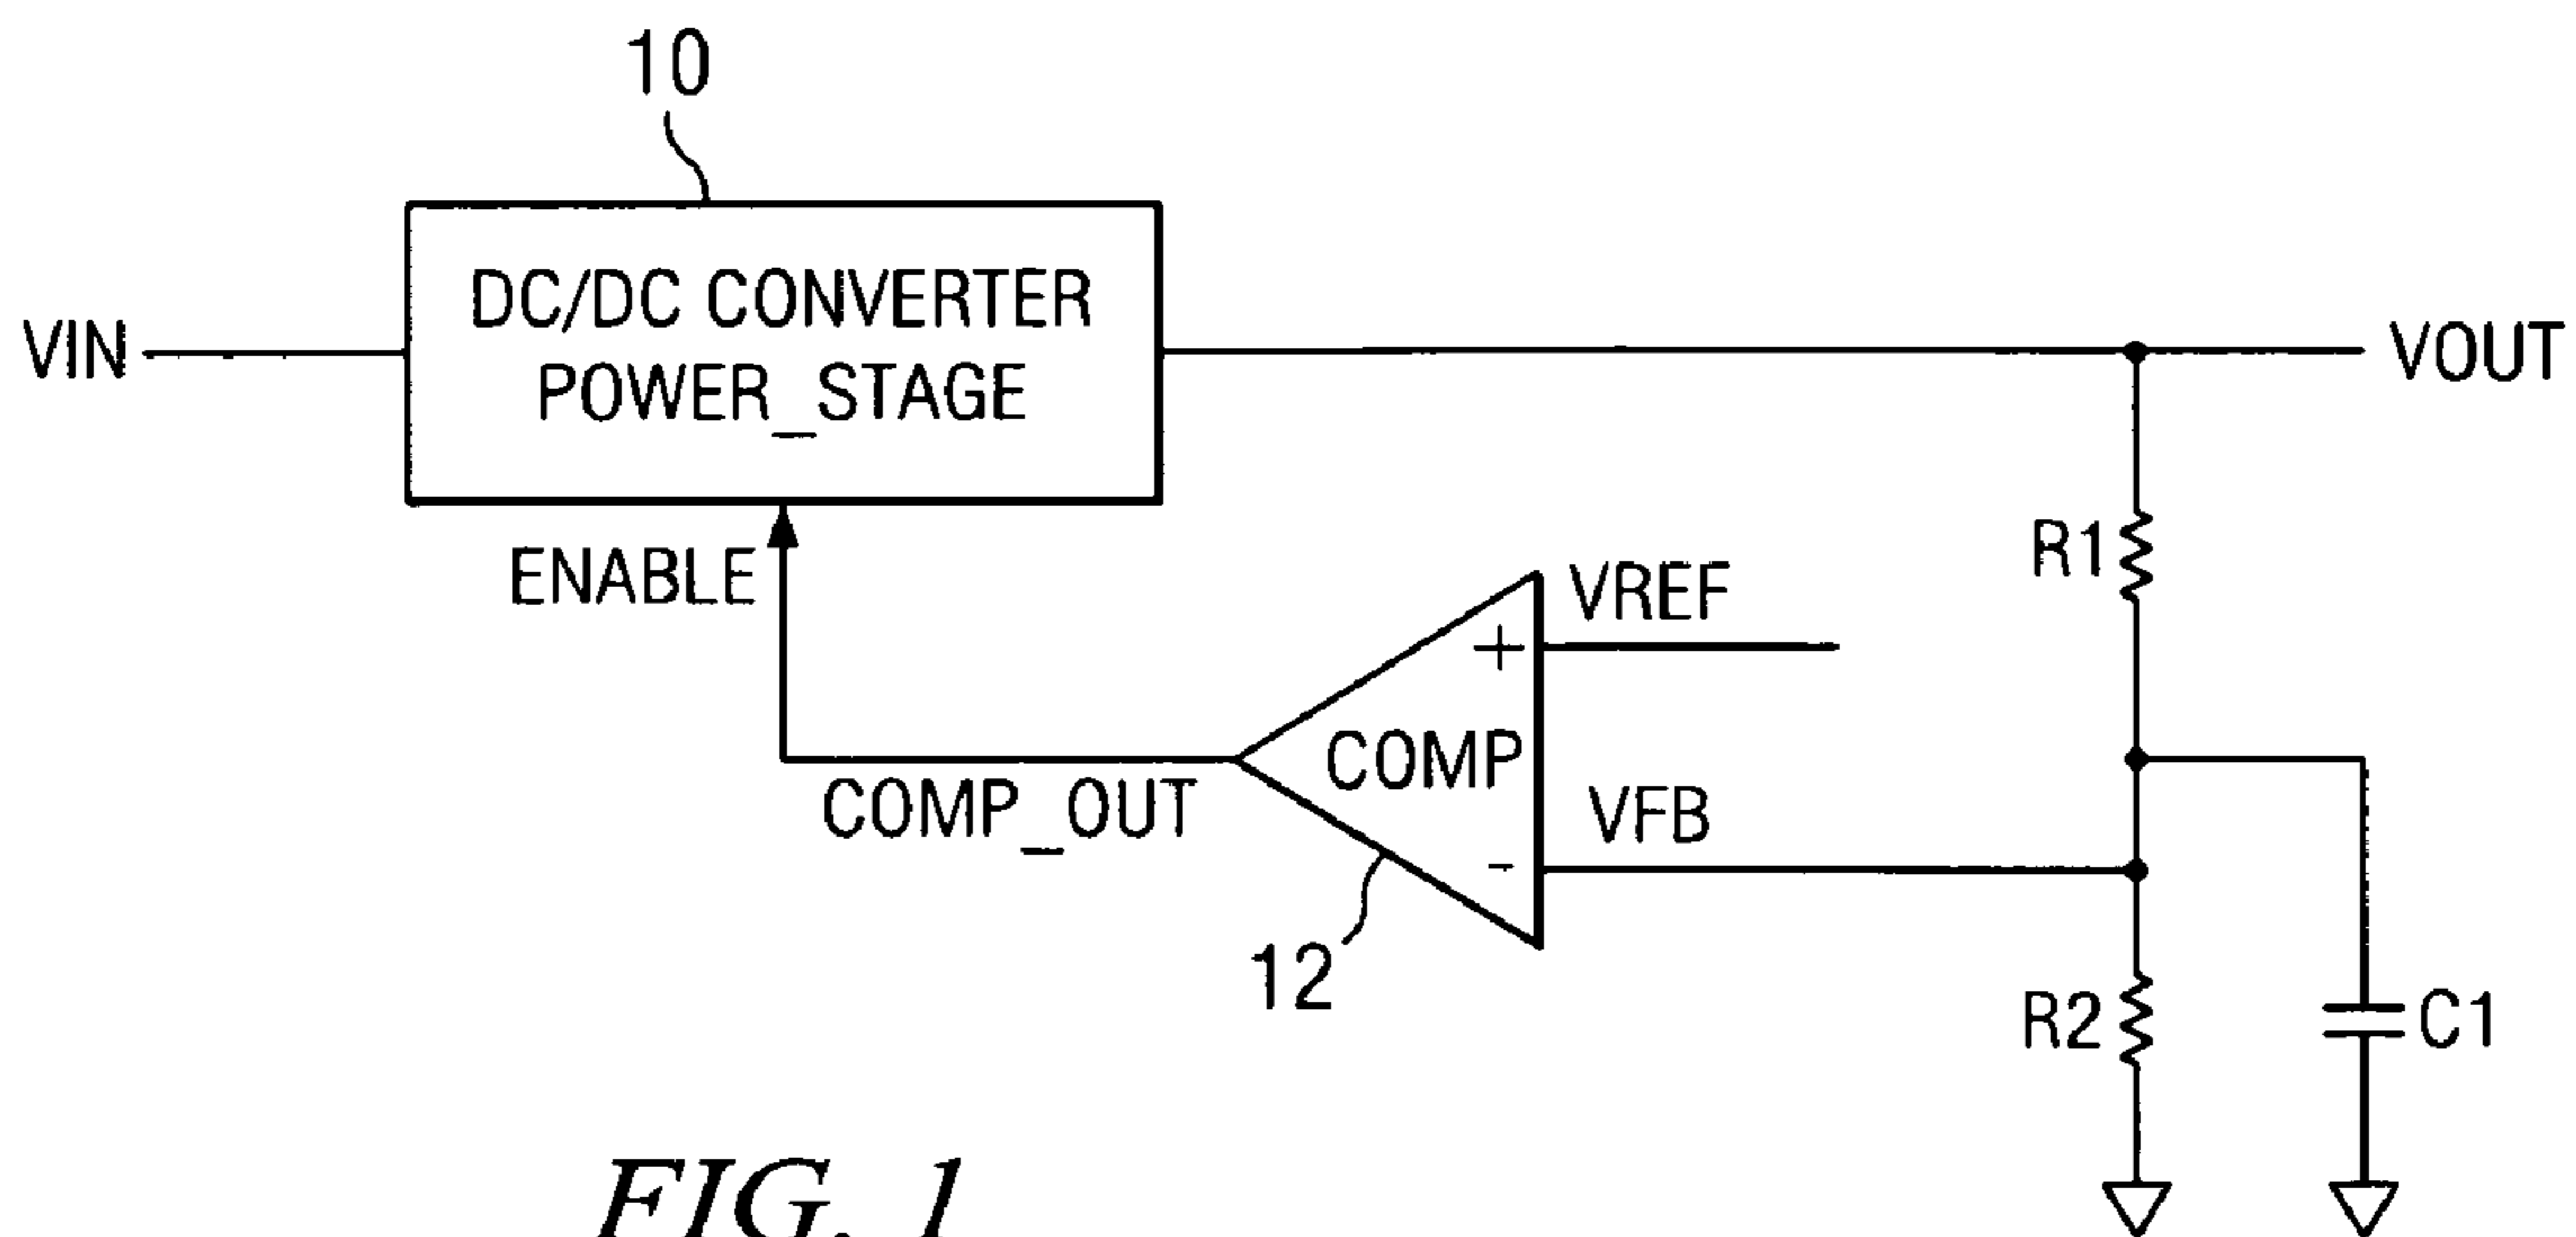 10
DC/DC CONVERTER
POWER_STAGE
VIN
VOUT
ENABLE
R1
VREF
+
COMP
COMP_OUT
VFB
-
12
R2
C1
FIG. 1